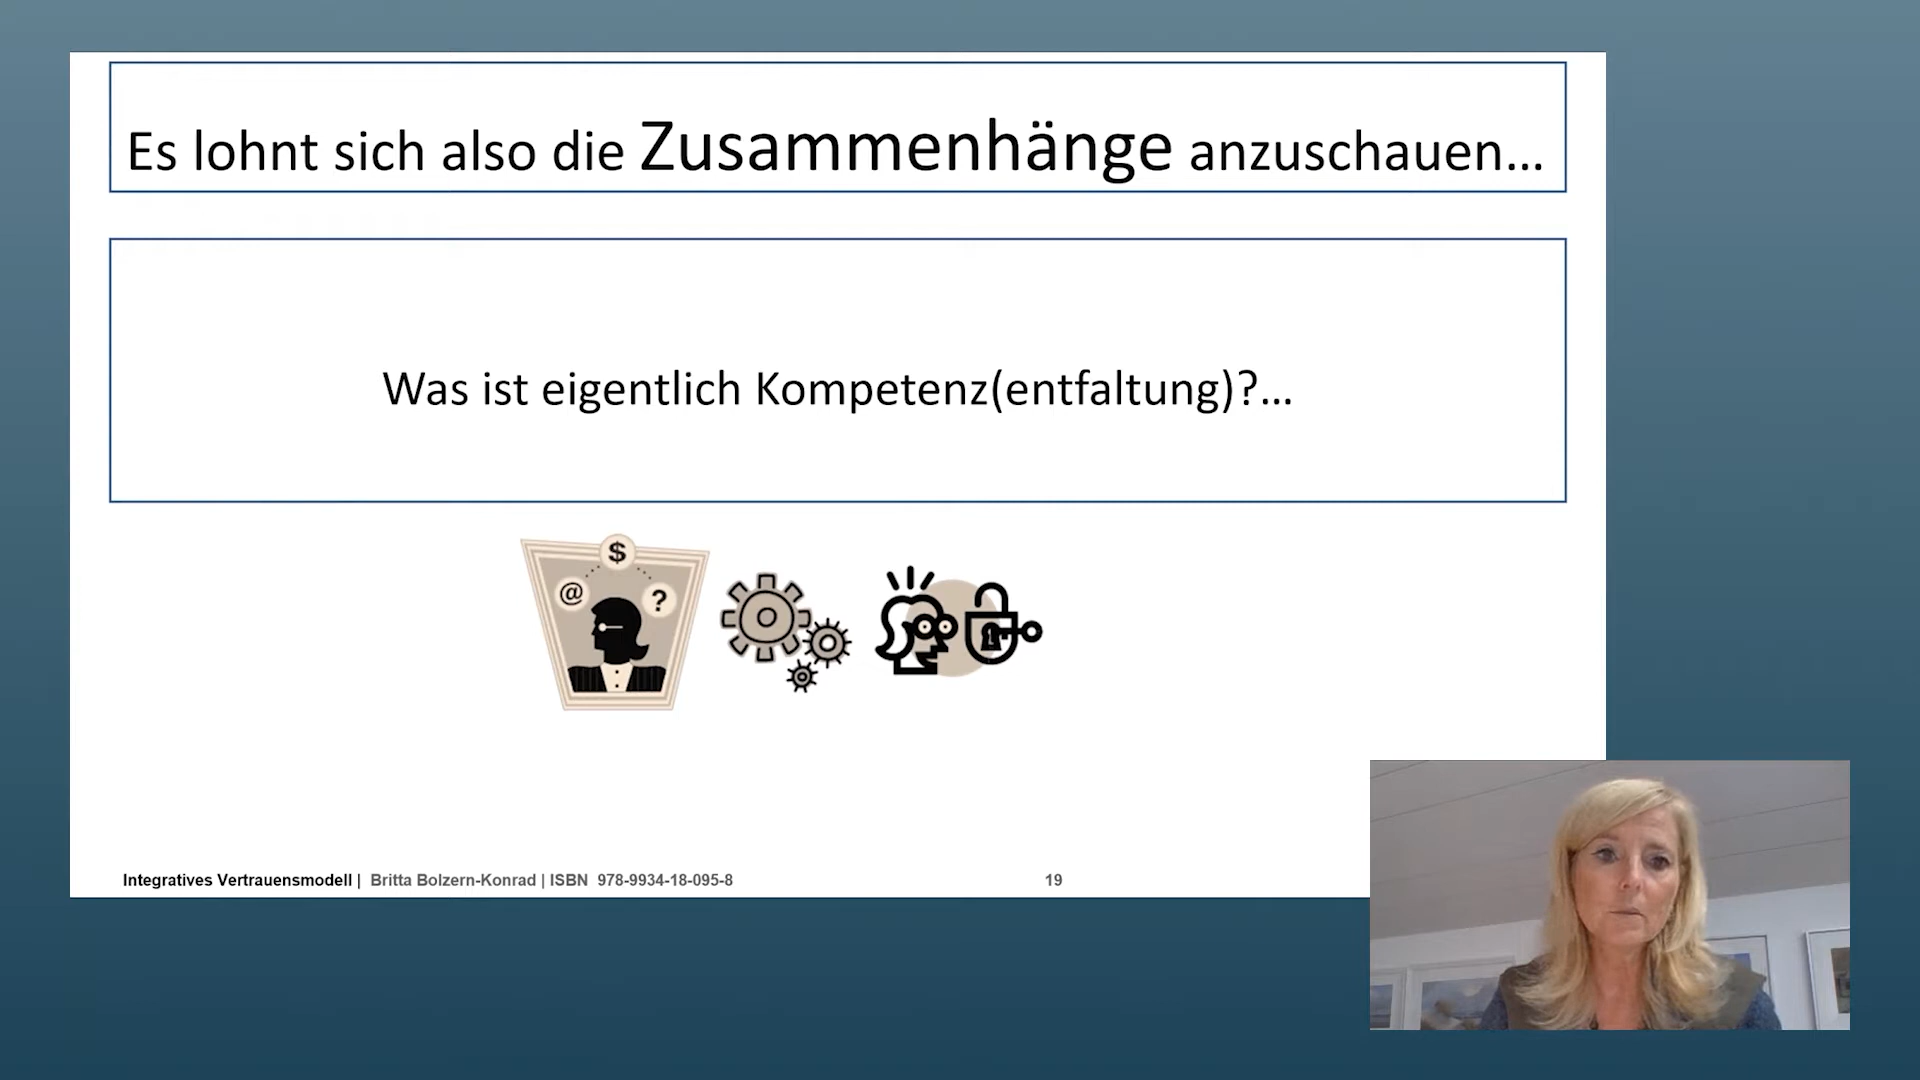 Es lohnt sich also die Zusammenhänge anzuschauen...
Was ist eigentlich Kompetenz(entfaltung)?...
$
@ ?
Integratives Vertrauensmodell | Britta Bolzern-Konrad | ISBN 978-9934-18-095-8 19